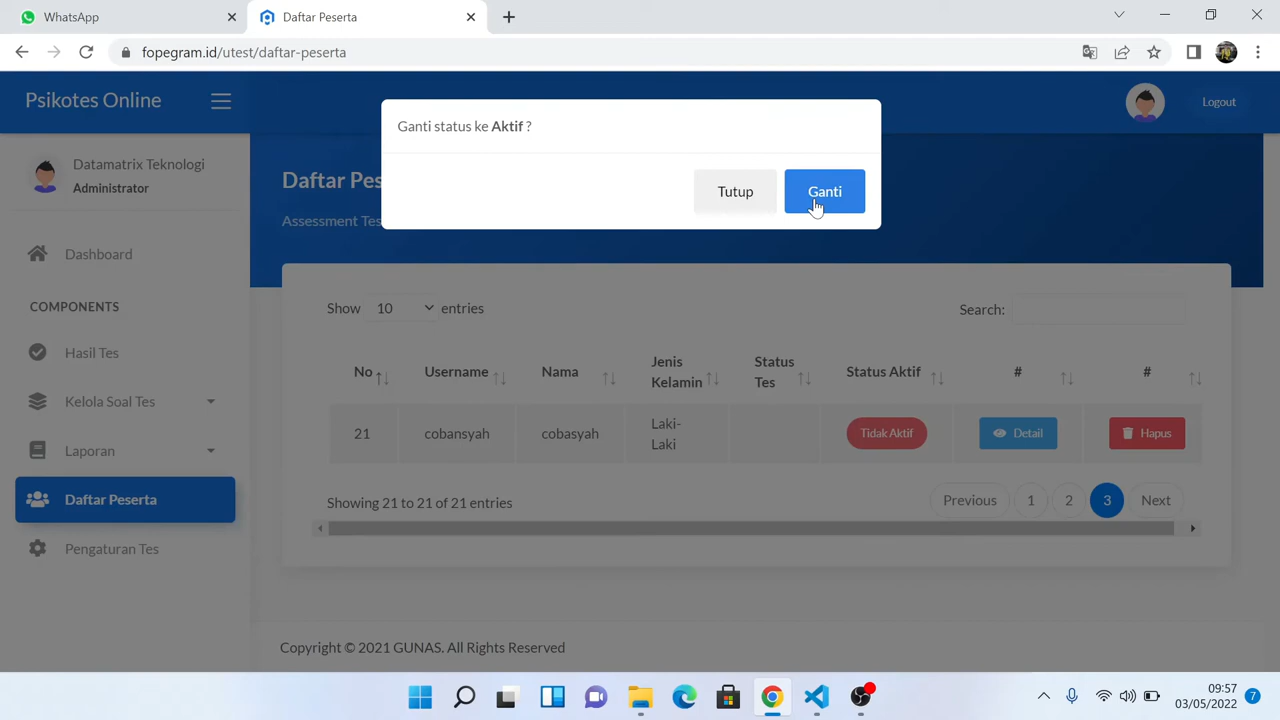 WhatsApp
Daftar Peserta
fopegram.id/utest/daftar-peserta
Psikotes Online
Logout
Ganti status ke Aktif ?
Tutup
Ganti
Datamatrix Teknologi
Administrator
Daftar Pes
Assessment Tes
Dashboard
COMPONENTS
Hasil Tes
Kelola Soal Tes
Laporan
Daftar Peserta
Pengaturan Tes
Show 10 entries
Search:
No Username Nama Jenis Kelamin Status Tes Status Aktif # #
21 cobansyah cobasyah Laki-Laki Tidak Aktif Detail Hapus
Showing 21 to 21 of 21 entries
Previous 1 2 3 Next
Copyright © 2021 GUNAS. All Rights Reserved
09:57
03/05/2022
7